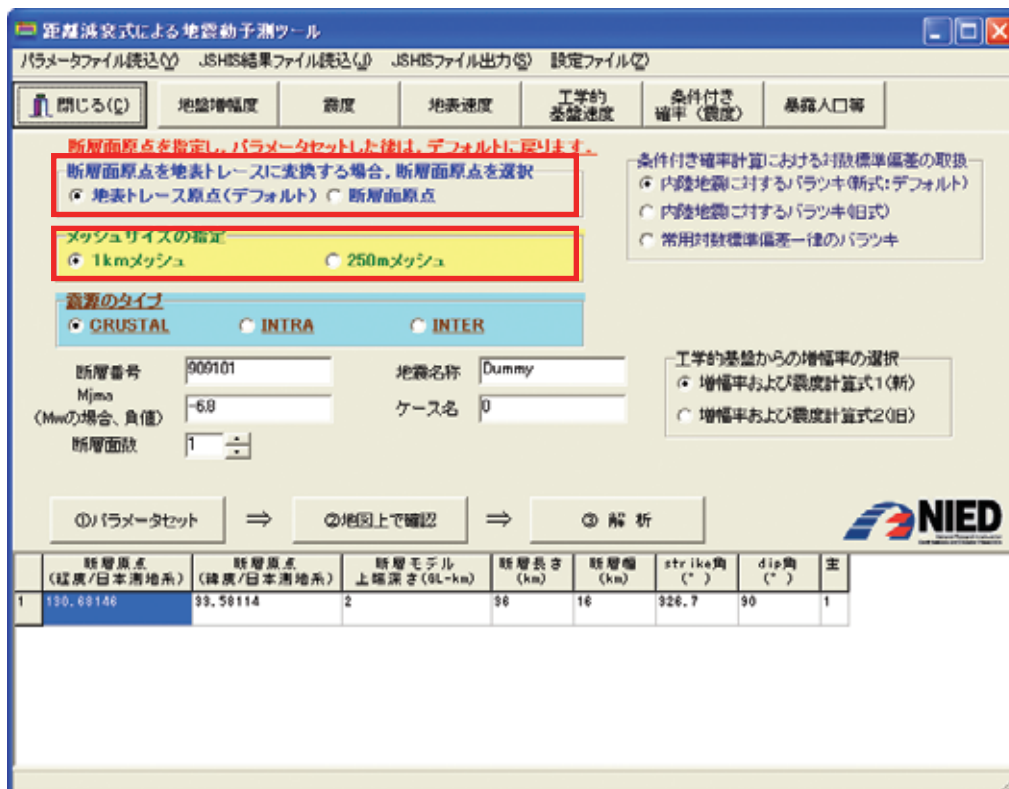 距離減衰式による地震動予測ツール
パラメータファイル読込(Y) JSHIS結果ファイル読込(J) JSHISファイル出力(S) 設定ファイル(Z)
閉じる(C) 地盤増幅度 震度 地表速度 工学的基盤速度 条件付き確率(震度) 暴露人口等
断層面原点を指定し、パラメータセットした後は、デフォルトに戻ります。
断層面原点を地表トレースに変換する場合、断層面原点を選択
地表トレース原点(デフォルト) 断層面原点
メッシュサイズの指定
1kmメッシュ 250mメッシュ
震源のタイプ
CRUSTAL INTRA INTER
条件付き確率計算における対数標準偏差の取扱
内陸地震に対するバラツキ(新式:デフォルト)
内陸地震に対するバラツキ(旧式)
常用対数標準偏差一律のバラツキ
断層番号 909101 地震名称 Dummy
Mjma
(Mwの場合、負値) -6.8 ケース名 0
断層面数 1
工学的基盤からの増幅率の選択
増幅率および震度計算式1(新)
増幅率および震度計算式2(旧)
①パラメータセット ⇒ ②地図上で確認 ⇒ ③ 解 析
NIED
断層原点 断層原点 断層モデル 断層長さ 断層幅 strike角 dip角 主
(経度/日本測地系) (緯度/日本測地系) 上端深さ(GL-km) (km) (km) (°) (°)
1 130.68146 33.58114 2 36 16 326.7 90 1